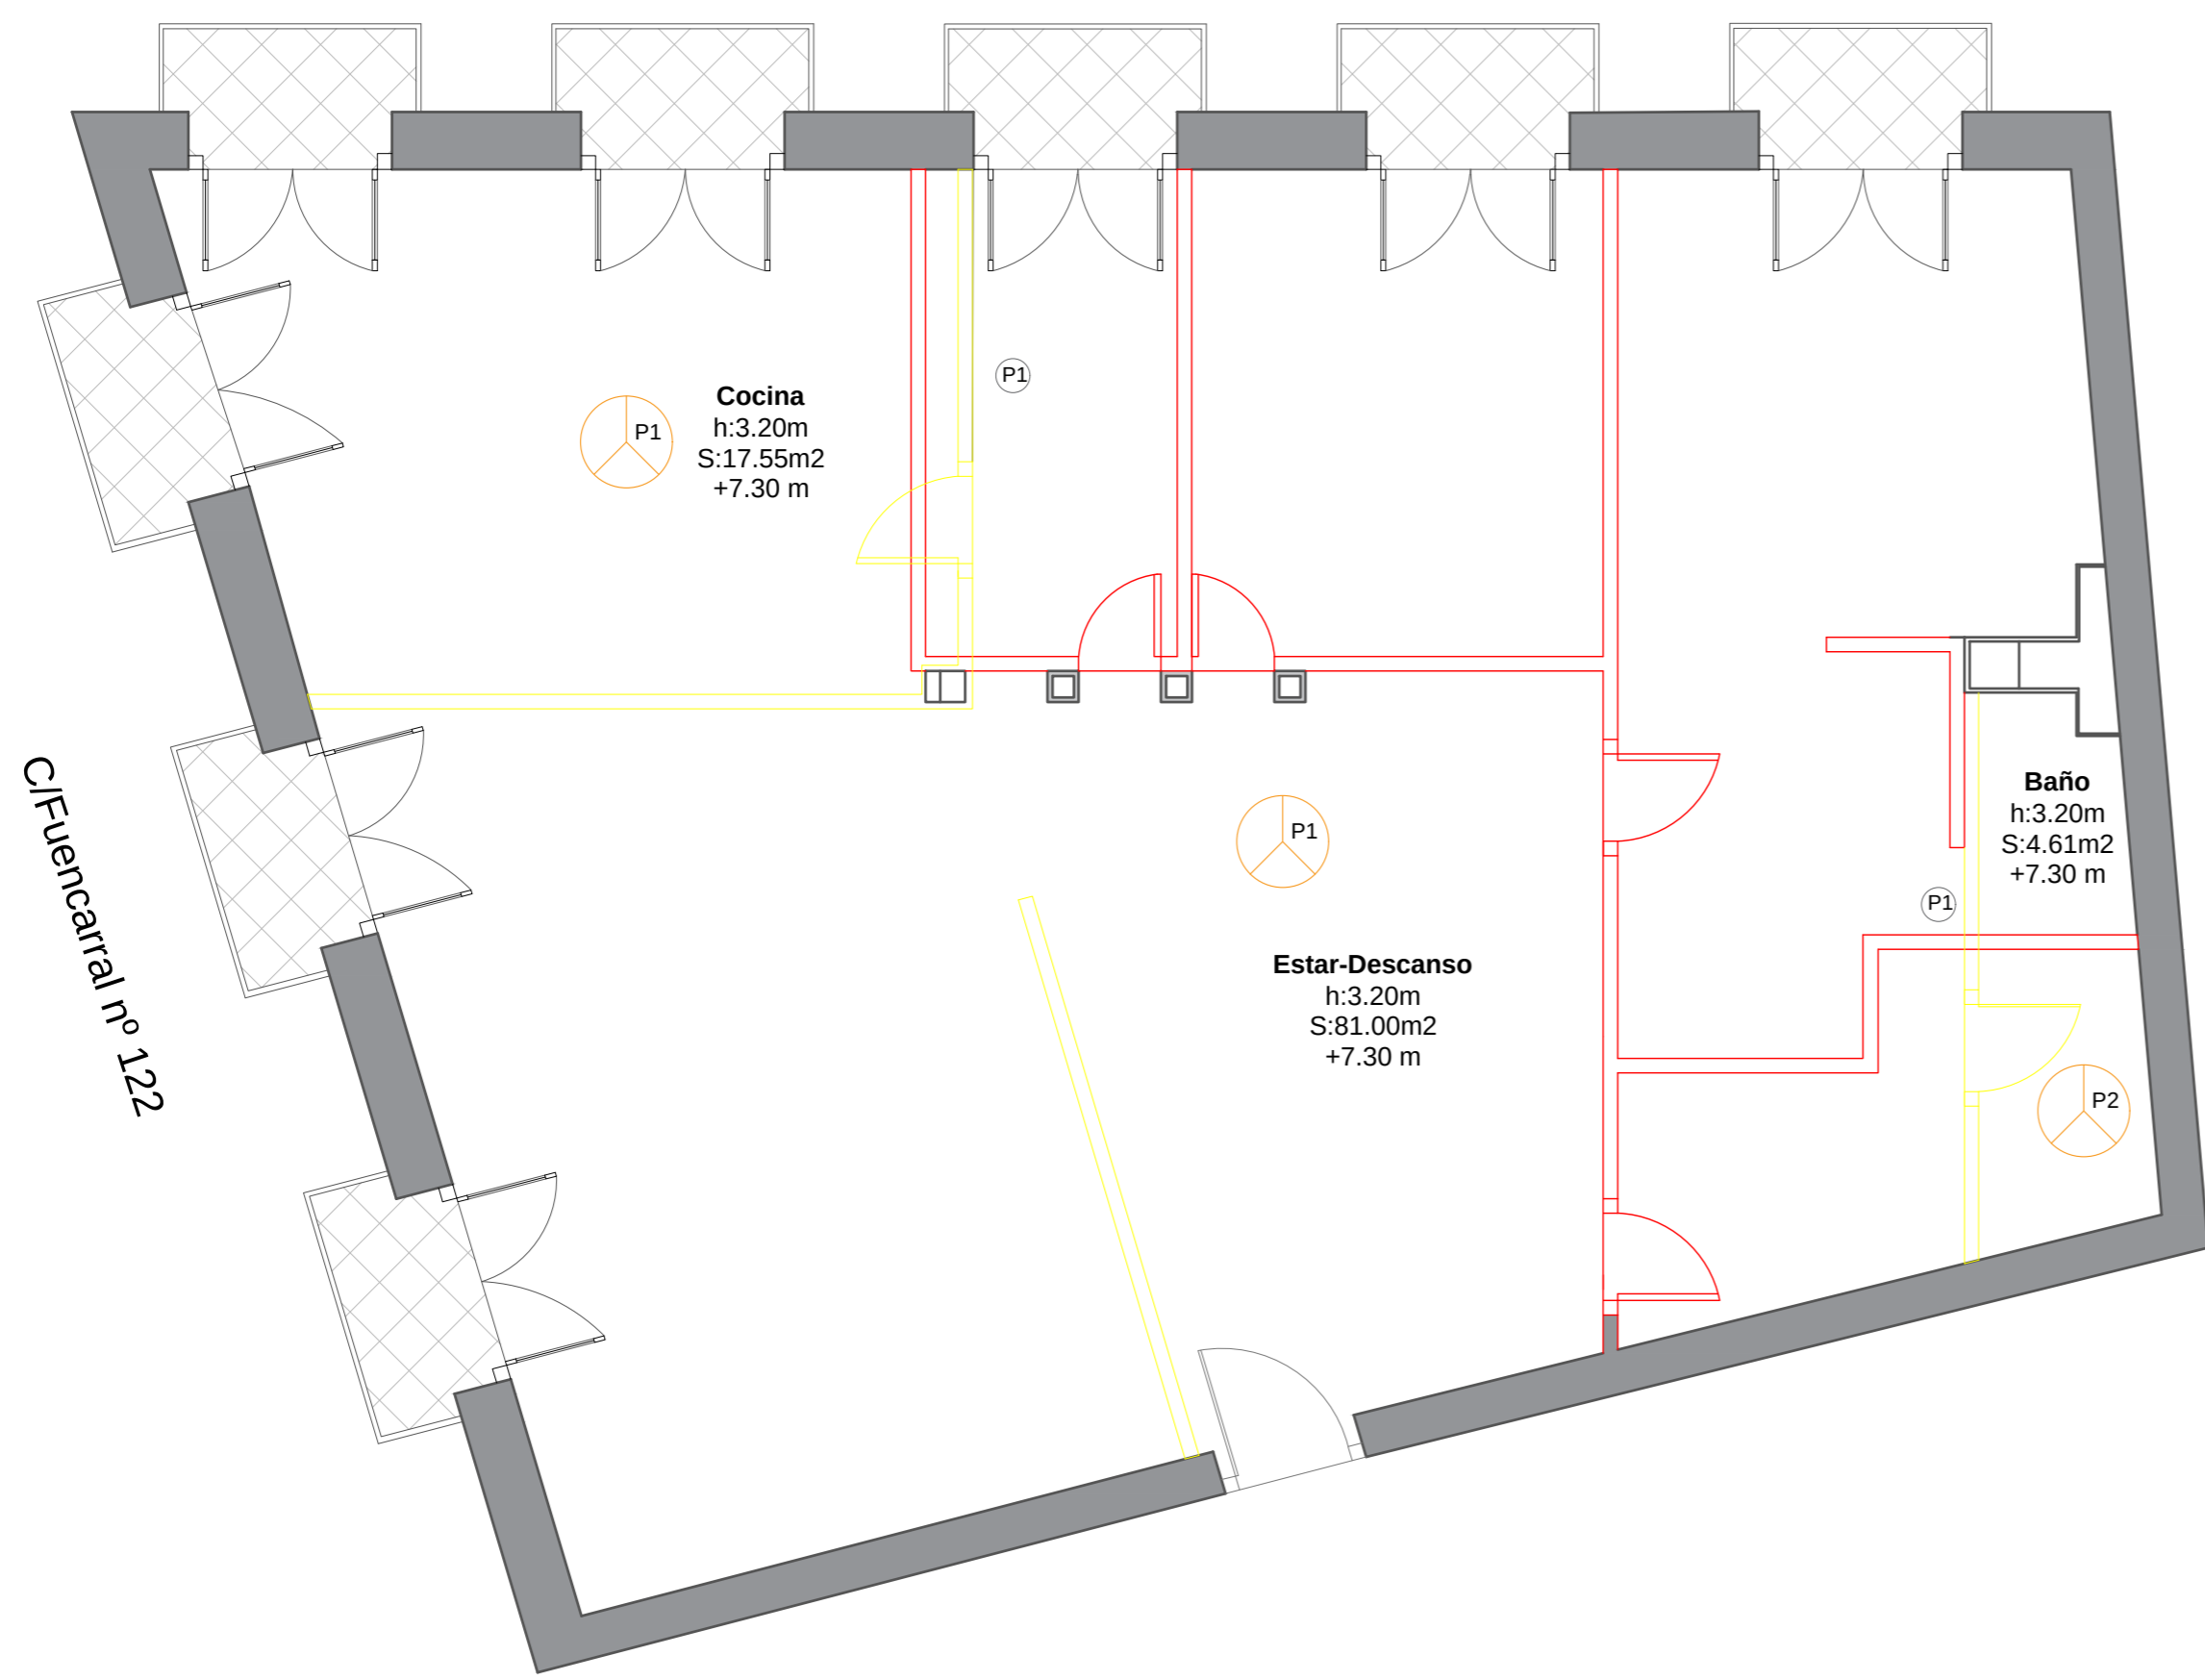 P1
Cocina
h:3.20m
S:17.55m2
+7.30 m
P1
Baño
h:3.20m
S:4.61m2
+7.30 m
P1
P1
Estar-Descanso
h:3.20m
S:81.00m2
+7.30 m
P2
C/Fuencarral nº 122